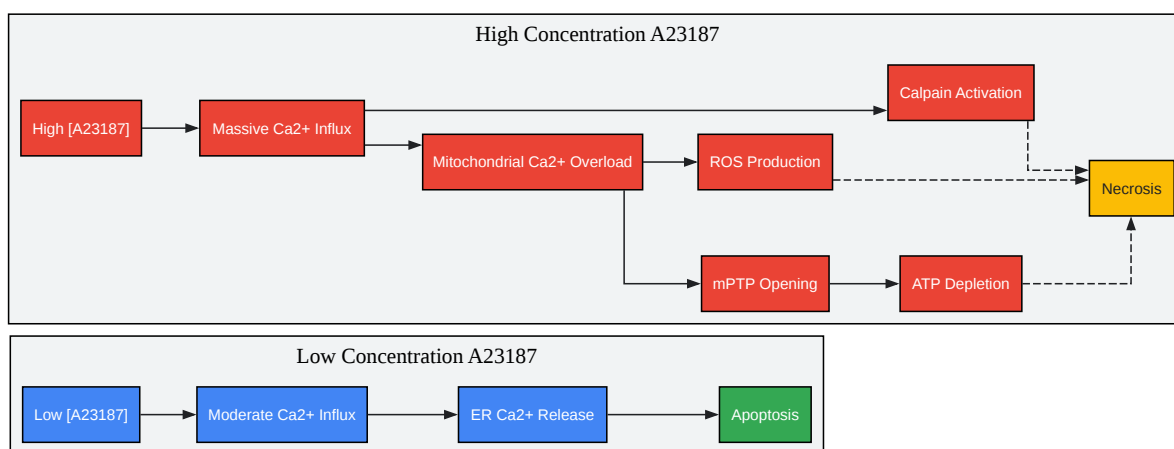 High Concentration A23187
Calpain Activation
High [A23187]
Massive Ca2+ Influx
Mitochondrial Ca2+ Overload
ROS Production
Necrosis
mPTP Opening
ATP Depletion
Low Concentration A23187
Low [A23187]
Moderate Ca2+ Influx
ER Ca2+ Release
Apoptosis